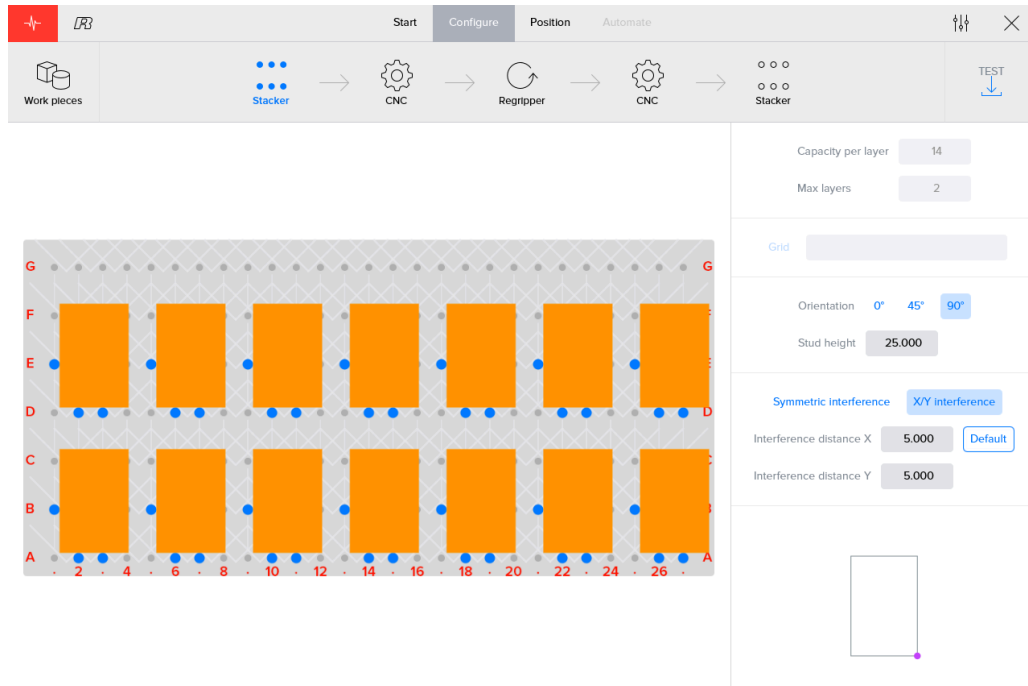 R
Start Configure Position Automate
Work pieces Stacker CNC Regripper CNC Stacker TEST
Capacity per layer 14
Max layers 2
Grid
Orientation 0° 45° 90°
Stud height 25.000
Symmetric interference X/Y interference
Interference distance X 5.000 Default
Interference distance Y 5.000
G G
F F
E E
D D
C C
B B
A A
· 2 · 4 · 6 · 8 · 10 · 12 · 14 · 16 · 18 · 20 · 22 · 24 · 26 ·